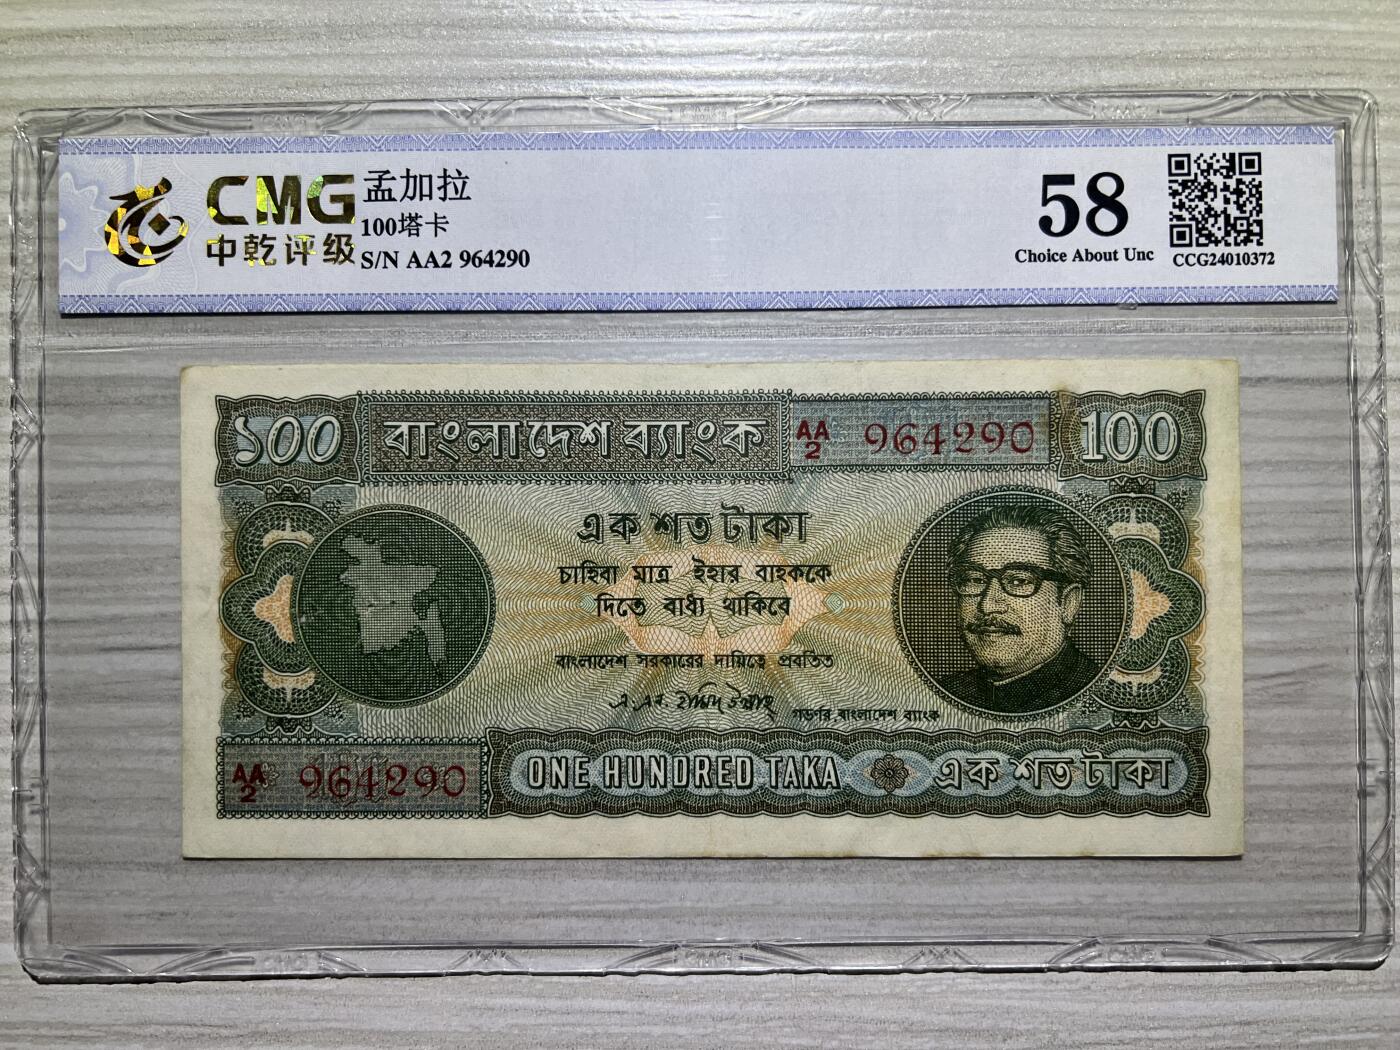 CMG
中乾评级
孟加拉
100塔卡
S/N AA2 964290
58
Choice About Unc
CCG24010372
১০০
বাংলাদেশ ব্যাংক
AA
2
964290
100
এক শত টাকা
চাহিবা মাত্র ইহার বাহককে
দিতে বাধ্য থাকিবে
বাংলাদেশ সরকারের দায়িত্বে প্রবর্তিত
গভর্নর, বাংলাদেশ ব্যাংক
AA
2
964290
ONE HUNDRED TAKA
এক শত টাকা